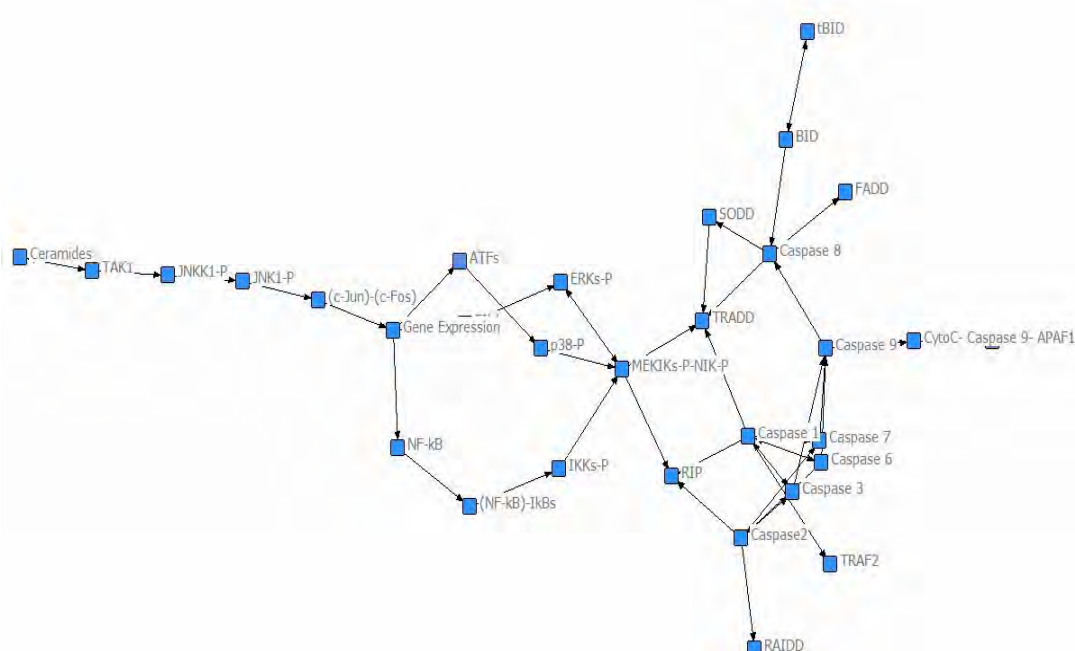 tBID
BID
FADD
SODD
Caspase 8
Ceramides
TAK1
JNKK1-P
JNK1-P
(c-Jun)-(c-Fos)
Gene Expression
ATFs
ERKs-P
TRADD
p38-P
MEKIKs-P-NIK-P
Caspase 9
CytoC- Caspase 9- APAF1
NF-kB
(NF-kB)-IkBs
IKKs-P
RIP
Caspase 1
Caspase 7
Caspase 6
Caspase 3
Caspase2
TRAF2
RAIDD